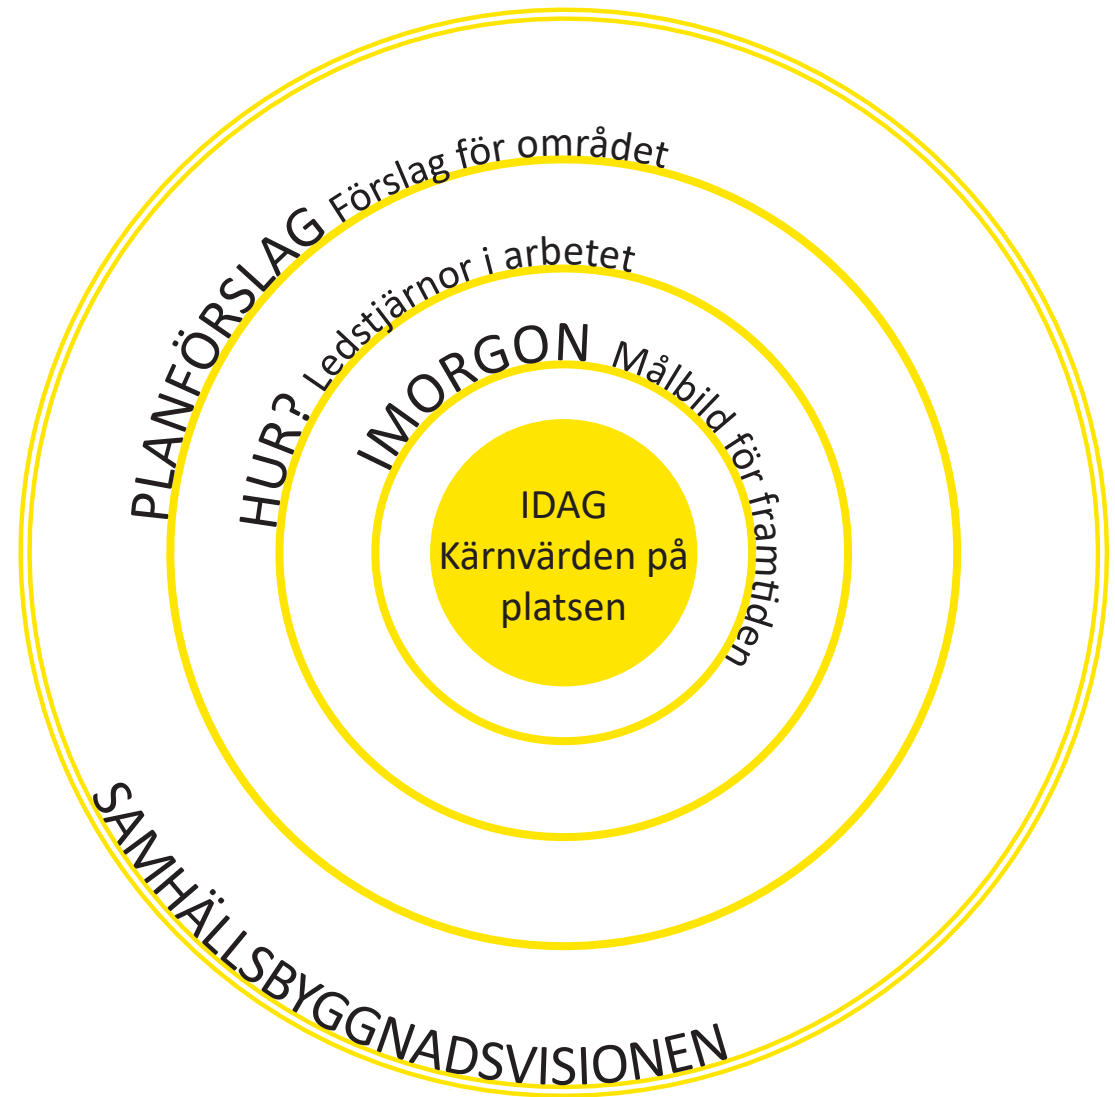 PLANFÖRSLAG Förslag för området
HUR? Ledstjärnor i arbetet
IMORGON Målbild för framtiden
IDAG
Kärnvärden på
platsen
SAMHÄLLSBYGGNADSVISIONEN